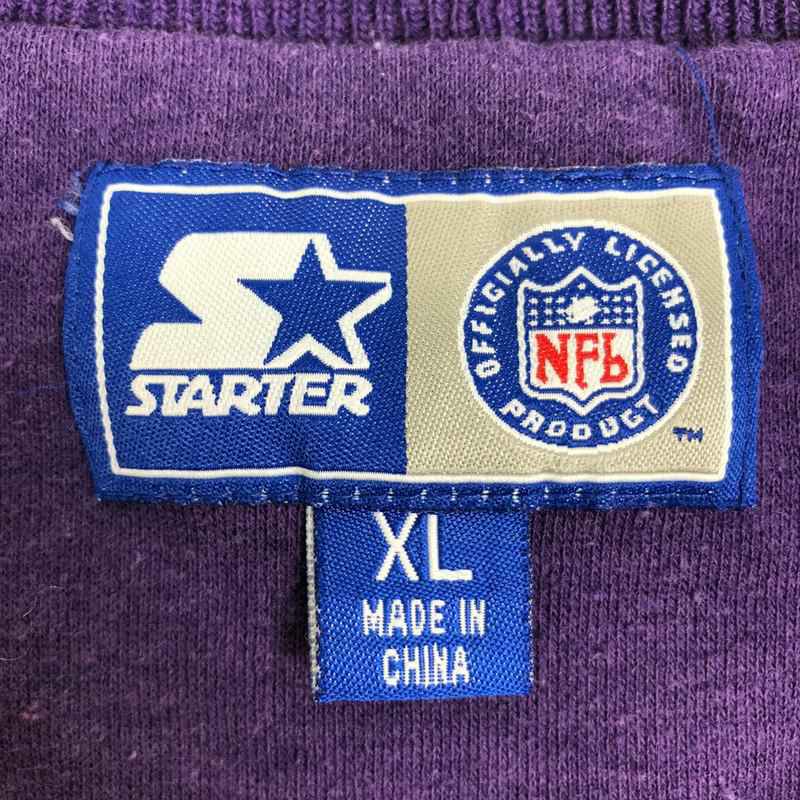 STARTER
OFFICIALLY LICENSED
NFL
PRODUCT
TM
XL
MADE IN
CHINA